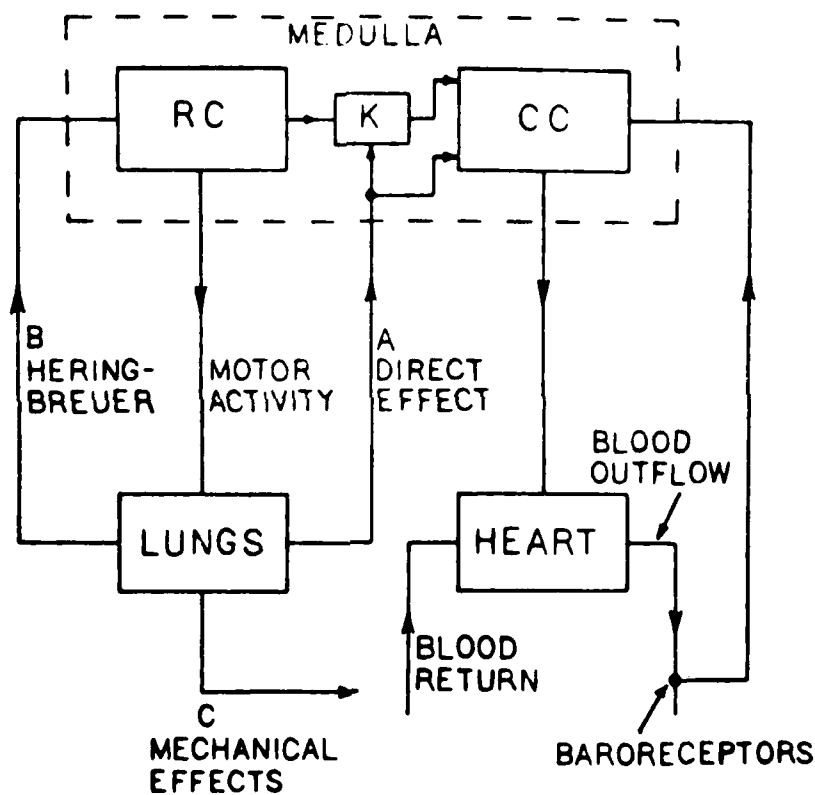 MEDULLA
RC
K
CC
B
HERING-
BREUER
MOTOR
ACTIVITY
A
DIRECT
EFFECT
BLOOD
OUTFLOW
LUNGS
HEART
BLOOD
RETURN
C
MECHANICAL
EFFECTS
BARORECEPTORS